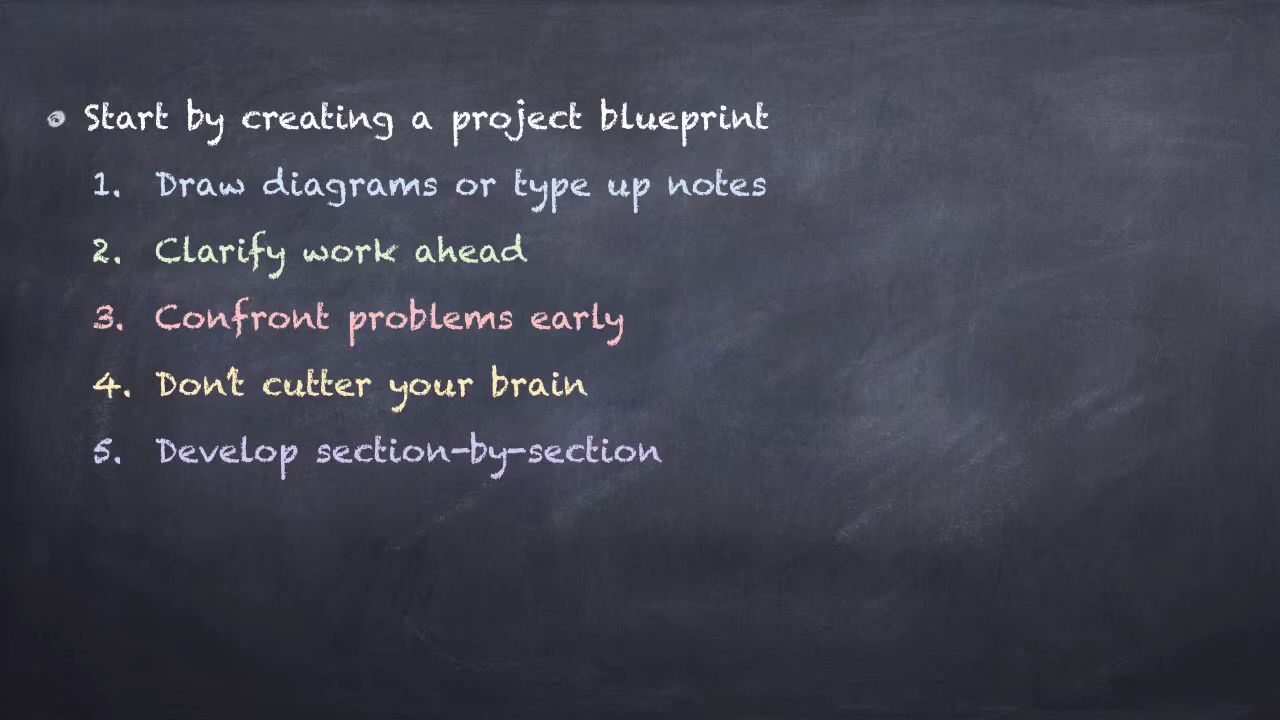 Start by creating a project blueprint
1. Draw diagrams or type up notes
2. Clarify work ahead
3. Confront problems early
4. Don't cutter your brain
5. Develop section-by-section